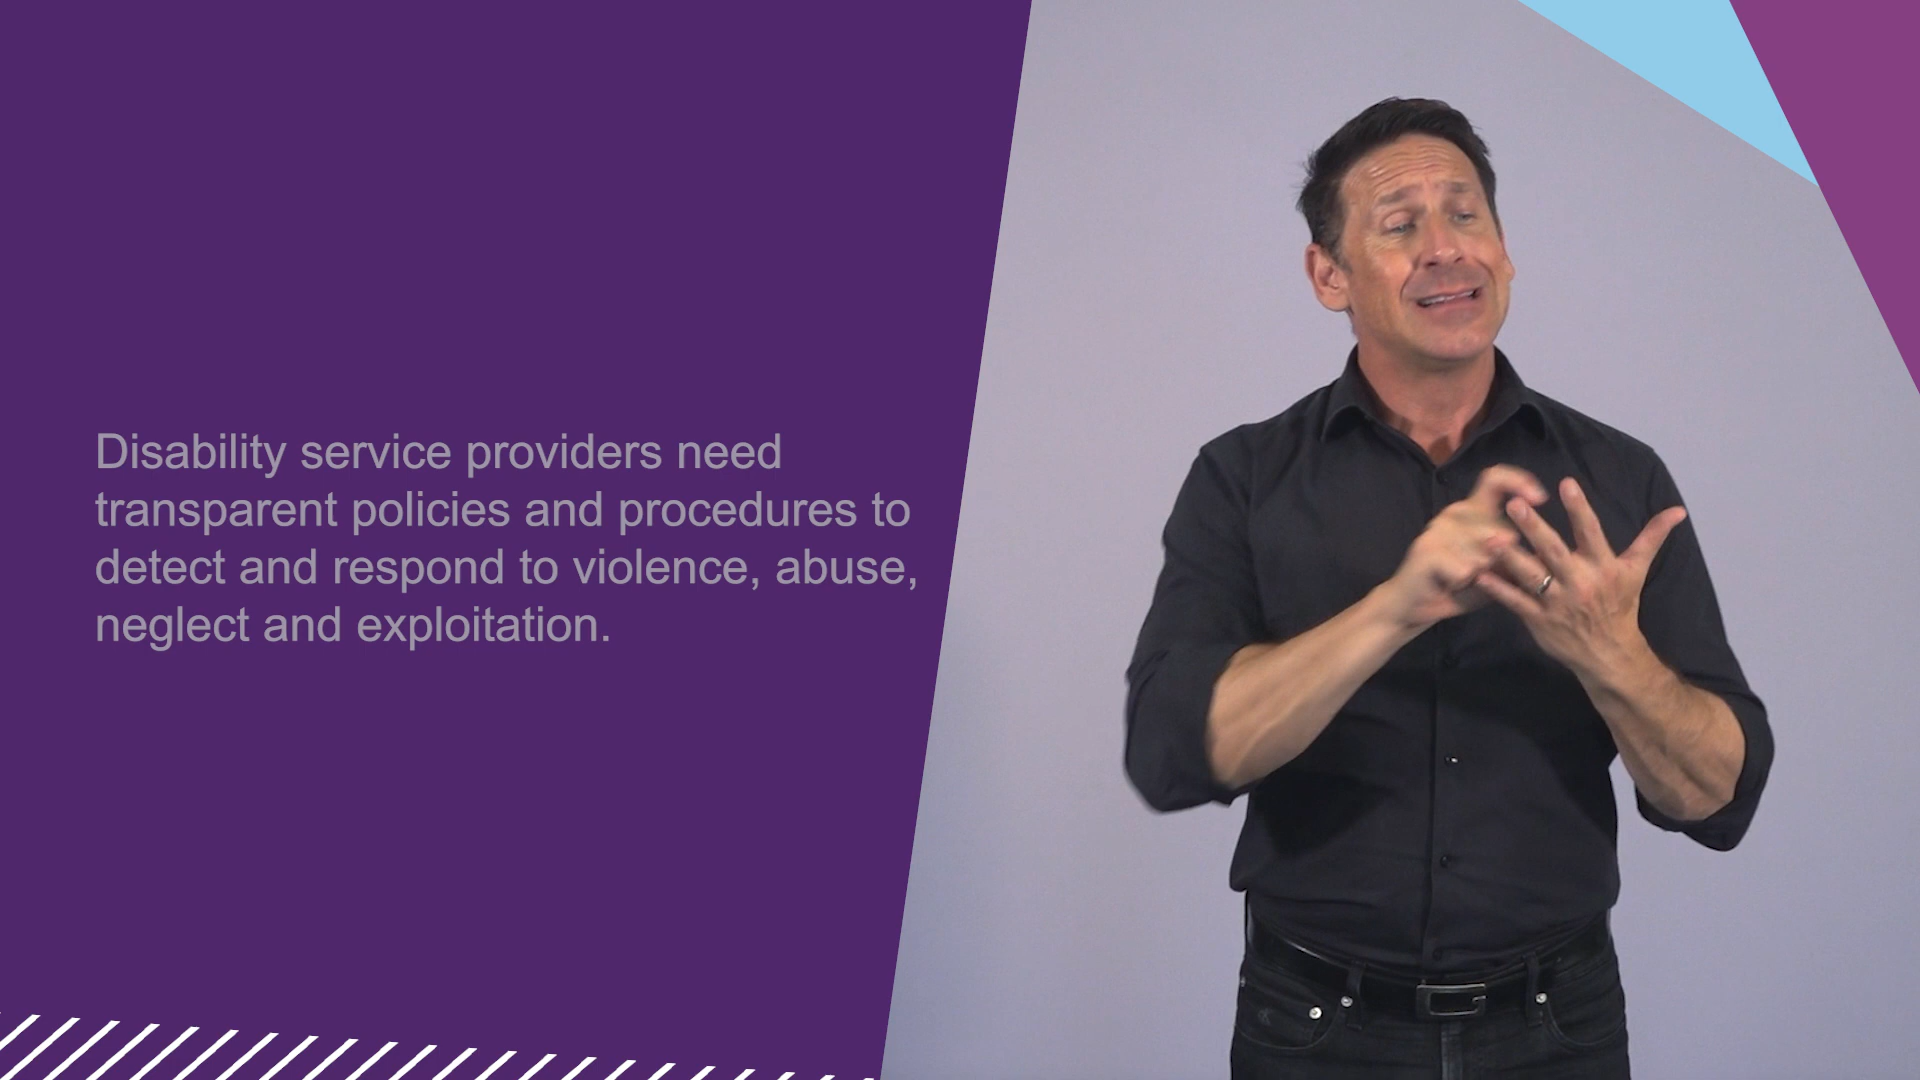 Disability service providers need
transparent policies and procedures to
detect and respond to violence, abuse,
neglect and exploitation.